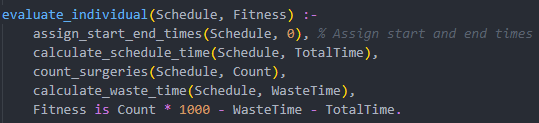 evaluate_individual(Schedule, Fitness) :-
    assign_start_end_times(Schedule, 0), % Assign start and end times
    calculate_schedule_time(Schedule, TotalTime),
    count_surgeries(Schedule, Count),
    calculate_waste_time(Schedule, WasteTime),
    Fitness is Count * 1000 - WasteTime - TotalTime.